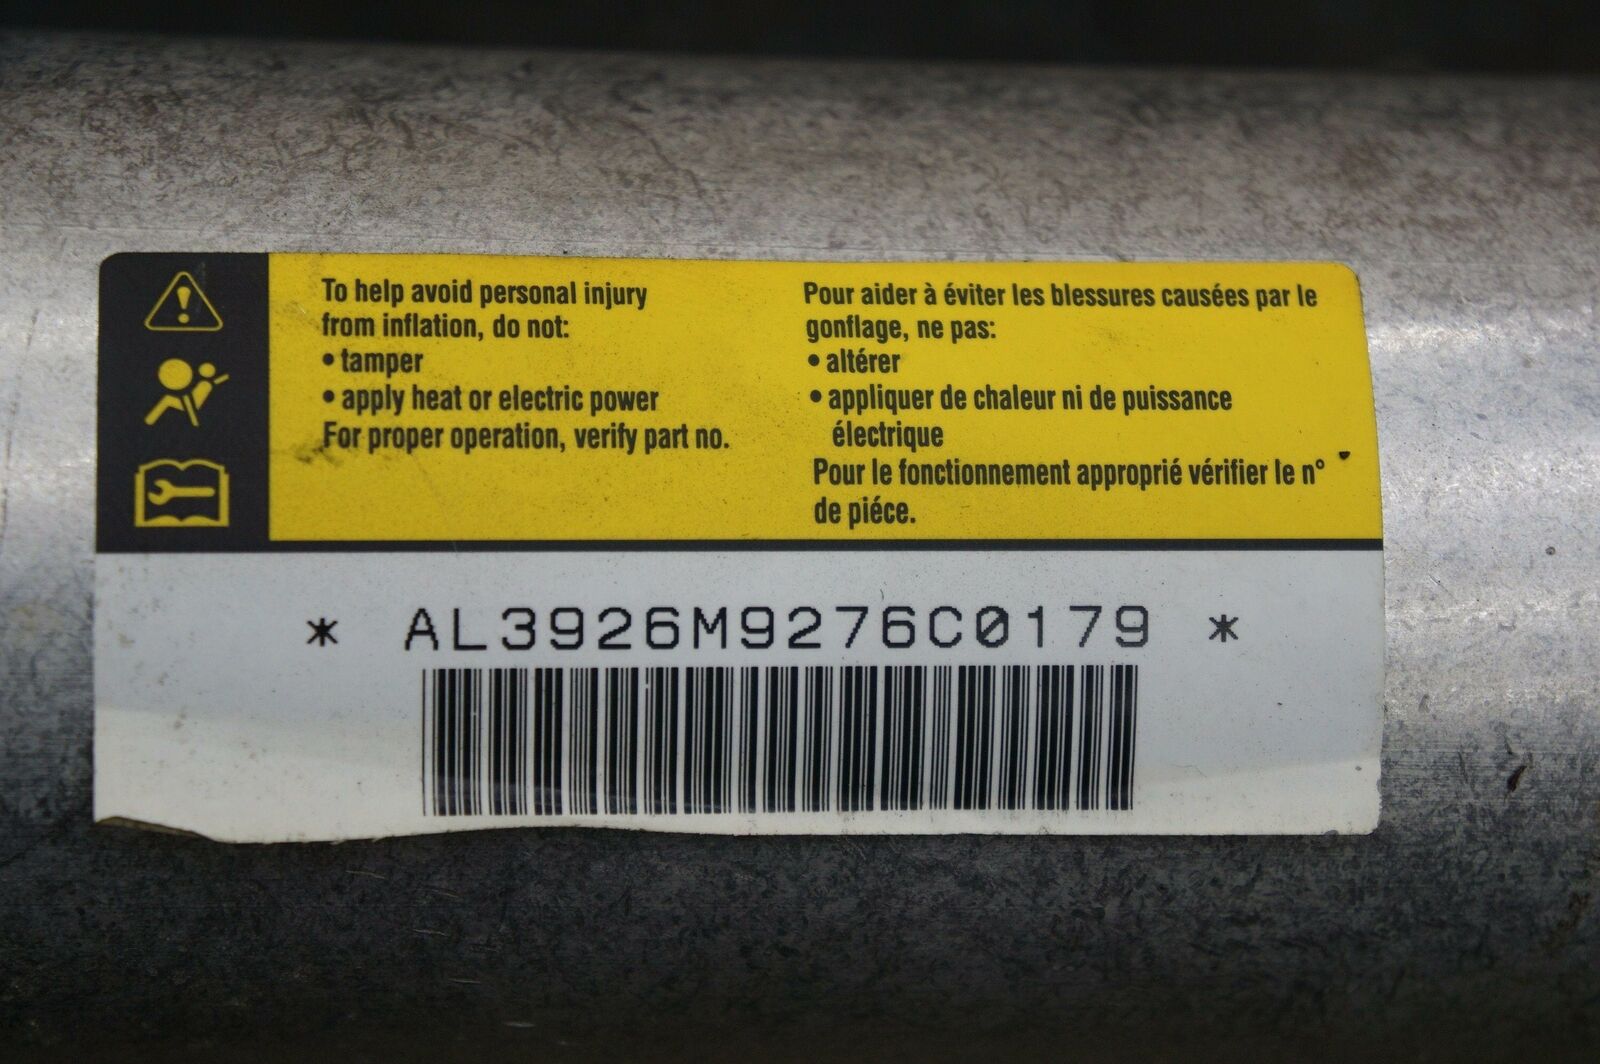 To help avoid personal injury
from inflation, do not:
• tamper
• apply heat or electric power
For proper operation, verify part no.
Pour aider à éviter les blessures causées par le
gonflage, ne pas:
• altérer
• appliquer de chaleur ni de puissance
électrique
Pour le fonctionnement approprié vérifier le n°
de piéce.
* AL3926M9276C0179 *